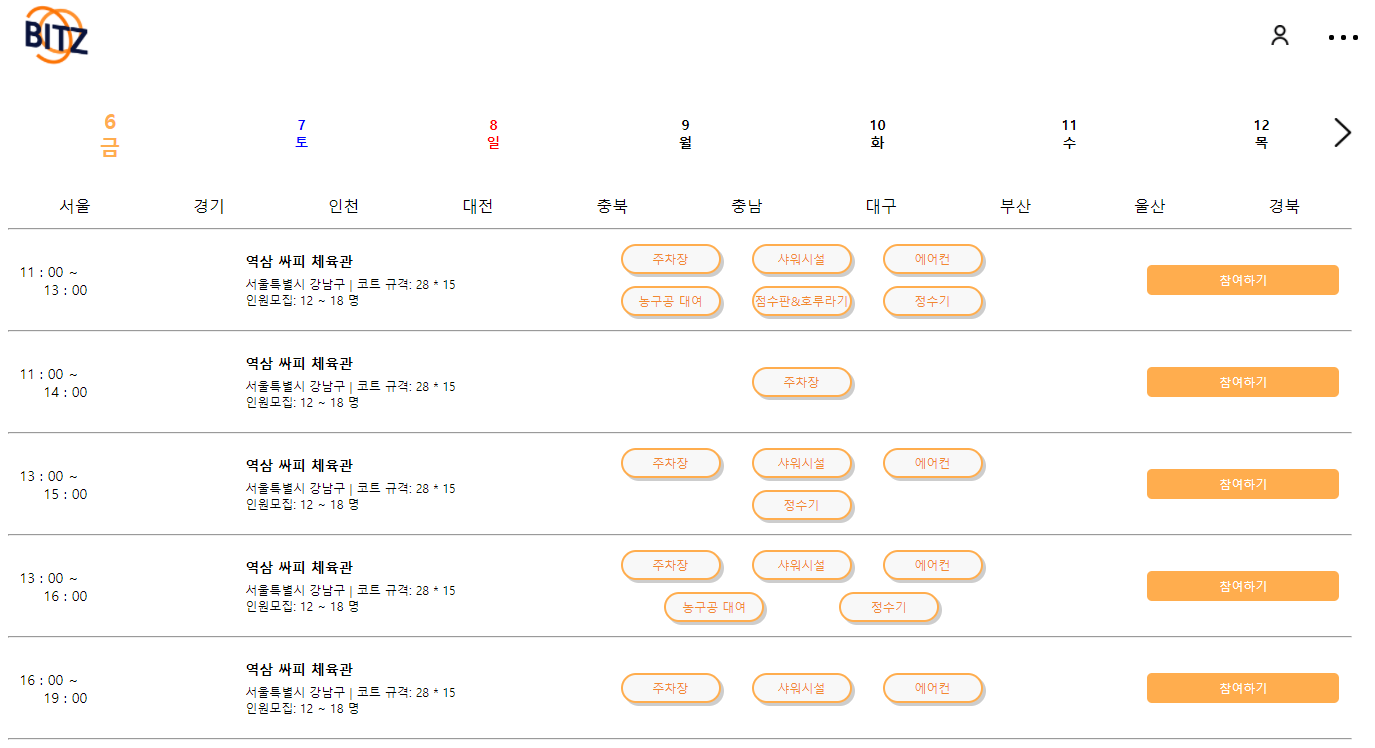 BITZ
6 7 8 9 10 11 12
금 토 일 월 화 수 목
서울 경기 인천 대전 충북 충남 대구 부산 울산 경북
11 : 00 ~
13 : 00
역삼 싸피 체육관
서울특별시 강남구 | 코트 규격: 28 * 15
인원모집: 12 ~ 18 명
주차장 샤워시설 에어컨
농구공 대여 점수판&호루라기 정수기
참여하기
11 : 00 ~
14 : 00
역삼 싸피 체육관
서울특별시 강남구 | 코트 규격: 28 * 15
인원모집: 12 ~ 18 명
주차장
참여하기
13 : 00 ~
15 : 00
역삼 싸피 체육관
서울특별시 강남구 | 코트 규격: 28 * 15
인원모집: 12 ~ 18 명
주차장 샤워시설 에어컨
정수기
참여하기
13 : 00 ~
16 : 00
역삼 싸피 체육관
서울특별시 강남구 | 코트 규격: 28 * 15
인원모집: 12 ~ 18 명
주차장 샤워시설 에어컨
농구공 대여 정수기
참여하기
16 : 00 ~
19 : 00
역삼 싸피 체육관
서울특별시 강남구 | 코트 규격: 28 * 15
인원모집: 12 ~ 18 명
주차장 샤워시설 에어컨
참여하기